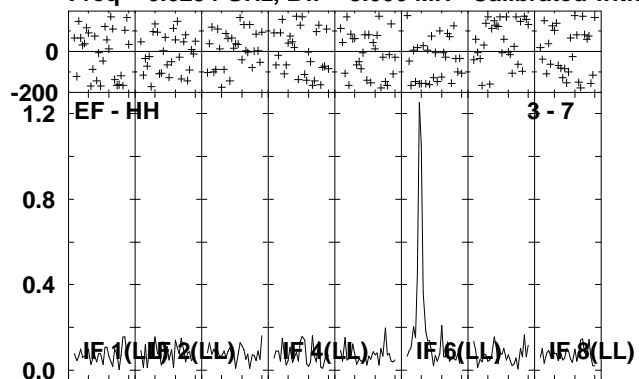 0
-200
1.2
EF - HH
3 - 7
0.8
0.4
IF 1(LL)
IF 2(LL)
IF 4(LL)
IF 6(LL)
IF 8(LL)
0.0